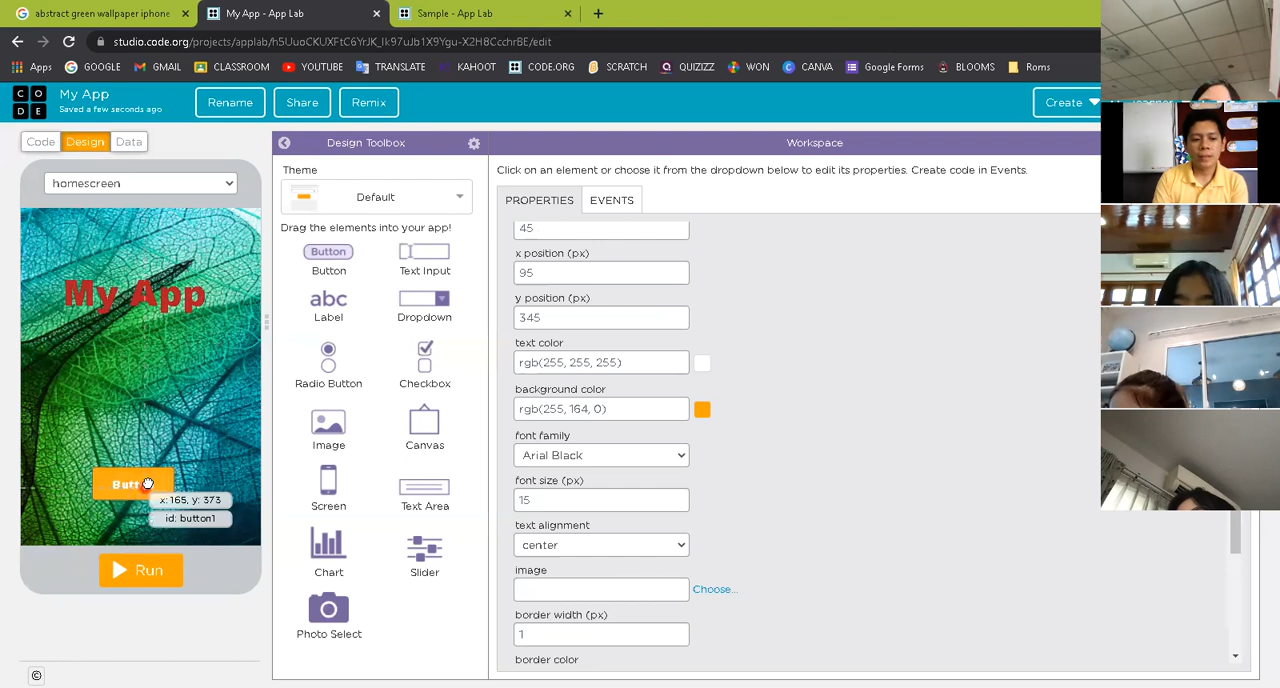 abstract green wallpaper iphone
My App - App Lab
Sample - App Lab
studio.code.org/projects/applab/h5UuoCKUXFtC6YrJK_Ik97uJb1X9Ygu-X2H8CcchrBE/edit
Apps GOOGLE GMAIL CLASSROOM YOUTUBE TRANSLATE KAHOOT CODE.ORG SCRATCH QUIZIZZ WON CANVA Google Forms BLOOMS Roms
C O
D E
My App
Saved a few seconds ago
Rename
Share
Remix
Create
Code Design Data
Design Toolbox
Workspace
homescreen
My App
Butt
x: 165, y: 373
id: button1
Run
©
Theme
Default
Drag the elements into your app!
Button
Button
Text Input
abc
Label
Dropdown
Radio Button
Checkbox
Image
Canvas
Screen
Text Area
Chart
Slider
Photo Select
Click on an element or choose it from the dropdown below to edit its properties. Create code in Events.
PROPERTIES EVENTS
45
x position (px)
95
y position (px)
345
text color
rgb(255, 255, 255)
background color
rgb(255, 164, 0)
font family
Arial Black
font size (px)
15
text alignment
center
image
Choose...
border width (px)
1
border color